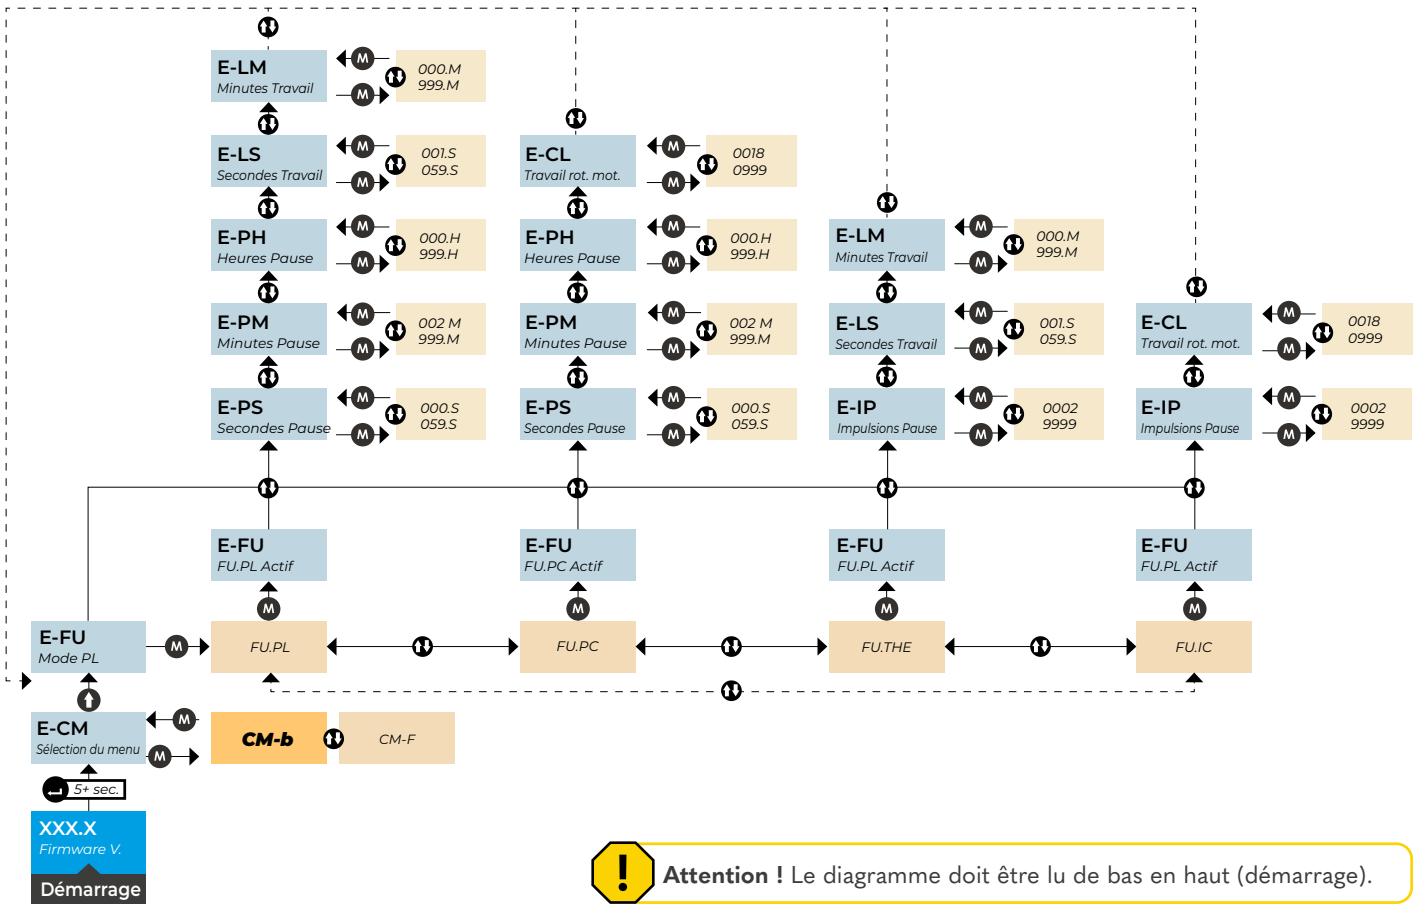 E-LM
Minutes Travail
M
M
000.M
999.M
E-LS
Secondes Travail
M
M
001.S
059.S
E-CL
Travail rot. mot.
M
M
0018
0999
E-PH
Heures Pause
M
M
000.H
999.H
E-PH
Heures Pause
M
M
000.H
999.H
E-LM
Minutes Travail
M
M
000.M
999.M
E-PM
Minutes Pause
M
M
002 M
999.M
E-PM
Minutes Pause
M
M
002 M
999.M
E-LS
Secondes Travail
M
M
001.S
059.S
E-CL
Travail rot. mot.
M
M
0018
0999
E-PS
Secondes Pause
M
M
000.S
059.S
E-PS
Secondes Pause
M
M
000.S
059.S
E-IP
Impulsions Pause
M
M
0002
9999
E-IP
Impulsions Pause
M
M
0002
9999
E-FU
FU.PL Actif
E-FU
FU.PC Actif
E-FU
FU.PL Actif
E-FU
FU.PL Actif
M
M
M
M
E-FU
Mode PL
M
FU.PL
FU.PC
FU.THE
FU.IC
E-CM
Sélection du menu
M
M
CM-b
CM-F
5+ sec.
XXX.X
Firmware V.
Démarrage
! Attention ! Le diagramme doit être lu de bas en haut (démarrage).